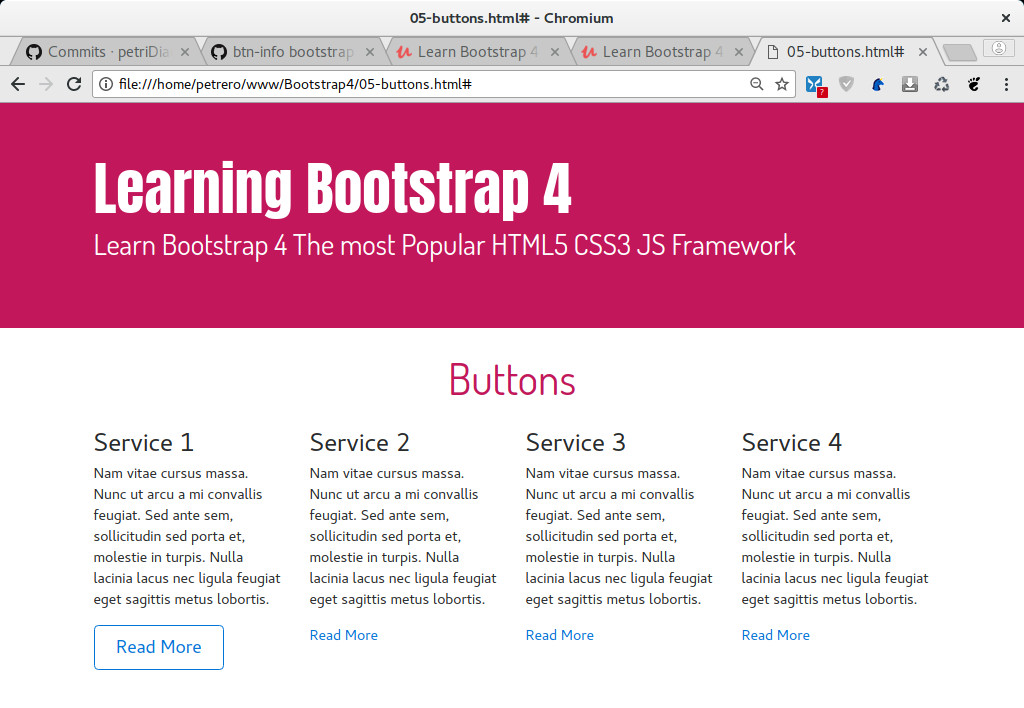 05-buttons.html# - Chromium
Commits · petriDia
btn-info bootstrap
Learn Bootstrap 4
Learn Bootstrap 4
05-buttons.html#
file:///home/petrero/www/Bootstrap4/05-buttons.html#
?
Learning Bootstrap 4
Learn Bootstrap 4 The most Popular HTML5 CSS3 JS Framework
Buttons
Service 1
Nam vitae cursus massa.
Nunc ut arcu a mi convallis
feugiat. Sed ante sem,
sollicitudin sed porta et,
molestie in turpis. Nulla
lacinia lacus nec ligula feugiat
eget sagittis metus lobortis.
Read More
Service 2
Nam vitae cursus massa.
Nunc ut arcu a mi convallis
feugiat. Sed ante sem,
sollicitudin sed porta et,
molestie in turpis. Nulla
lacinia lacus nec ligula feugiat
eget sagittis metus lobortis.
Read More
Service 3
Nam vitae cursus massa.
Nunc ut arcu a mi convallis
feugiat. Sed ante sem,
sollicitudin sed porta et,
molestie in turpis. Nulla
lacinia lacus nec ligula feugiat
eget sagittis metus lobortis.
Read More
Service 4
Nam vitae cursus massa.
Nunc ut arcu a mi convallis
feugiat. Sed ante sem,
sollicitudin sed porta et,
molestie in turpis. Nulla
lacinia lacus nec ligula feugiat
eget sagittis metus lobortis.
Read More